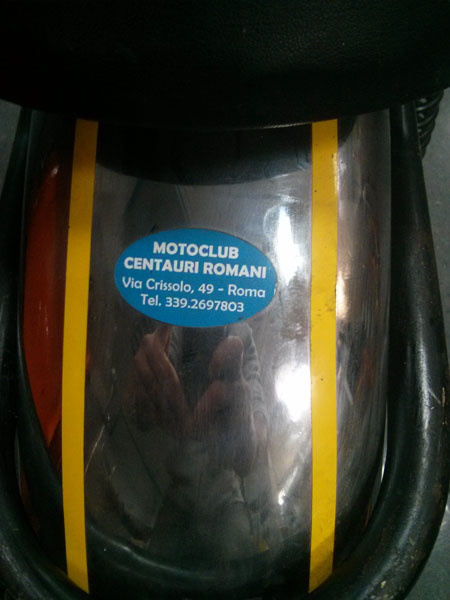 MOTOCLUB
CENTAURI ROMANI
Via Crissolo, 49 - Roma
Tel. 339.2697803